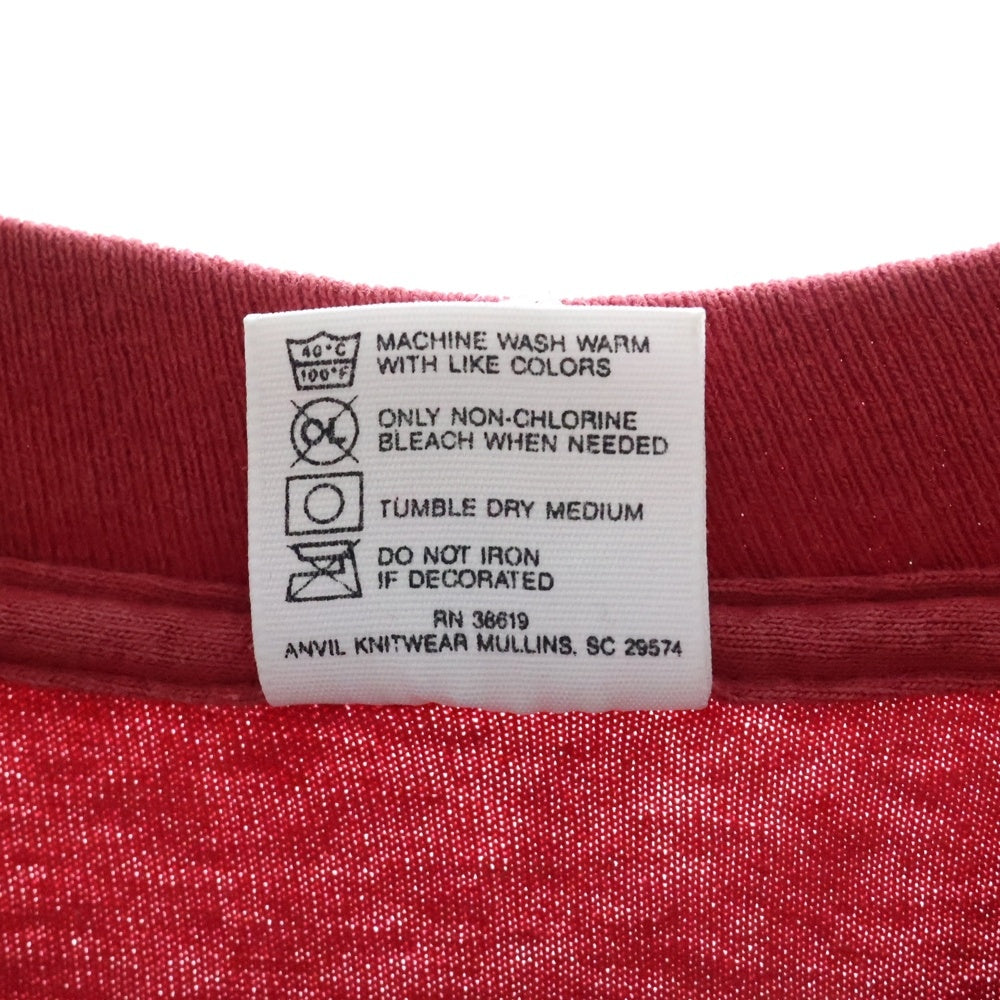 40°C
100°F
MACHINE WASH WARM
WITH LIKE COLORS
CL
ONLY NON-CHLORINE
BLEACH WHEN NEEDED
TUMBLE DRY MEDIUM
DO NOT IRON
IF DECORATED
RN 38619
ANVIL KNITWEAR MULLINS, SC 29574